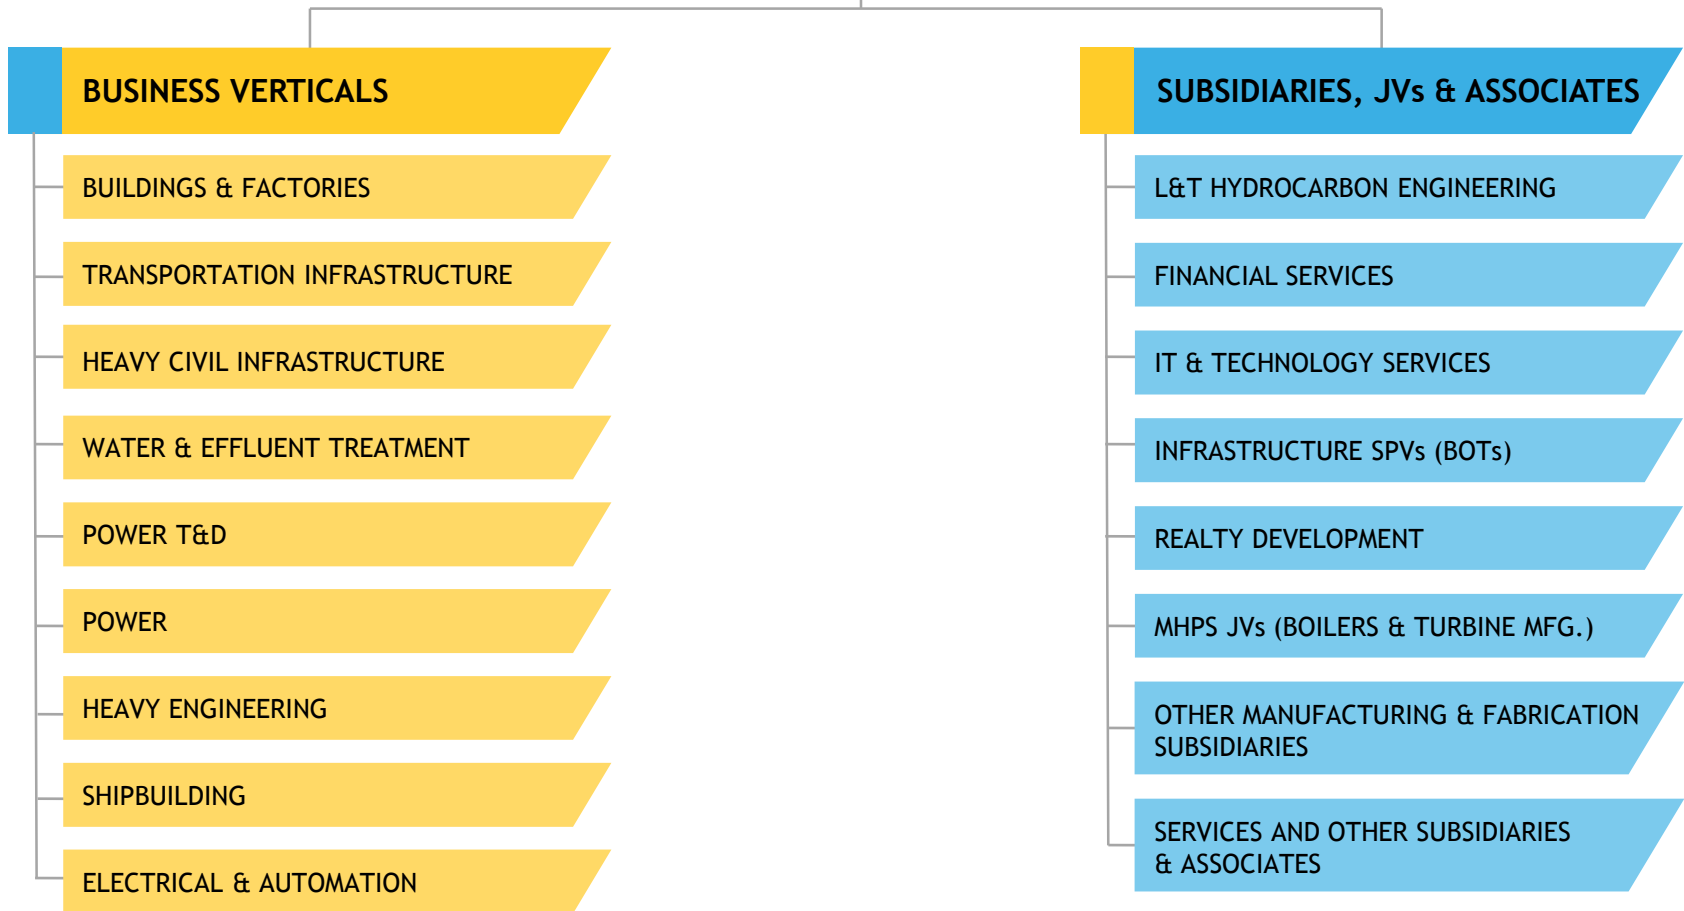 BUSINESS VERTICALS
BUILDINGS & FACTORIES
TRANSPORTATION INFRASTRUCTURE
HEAVY CIVIL INFRASTRUCTURE
WATER & EFFLUENT TREATMENT
POWER T&D
POWER
HEAVY ENGINEERING
SHIPBUILDING
ELECTRICAL & AUTOMATION
SUBSIDIARIES, JVs & ASSOCIATES
L&T HYDROCARBON ENGINEERING
FINANCIAL SERVICES
IT & TECHNOLOGY SERVICES
INFRASTRUCTURE SPVs (BOTs)
REALTY DEVELOPMENT
MHPS JVs (BOILERS & TURBINE MFG.)
OTHER MANUFACTURING & FABRICATION
SUBSIDIARIES
SERVICES AND OTHER SUBSIDIARIES
& ASSOCIATES